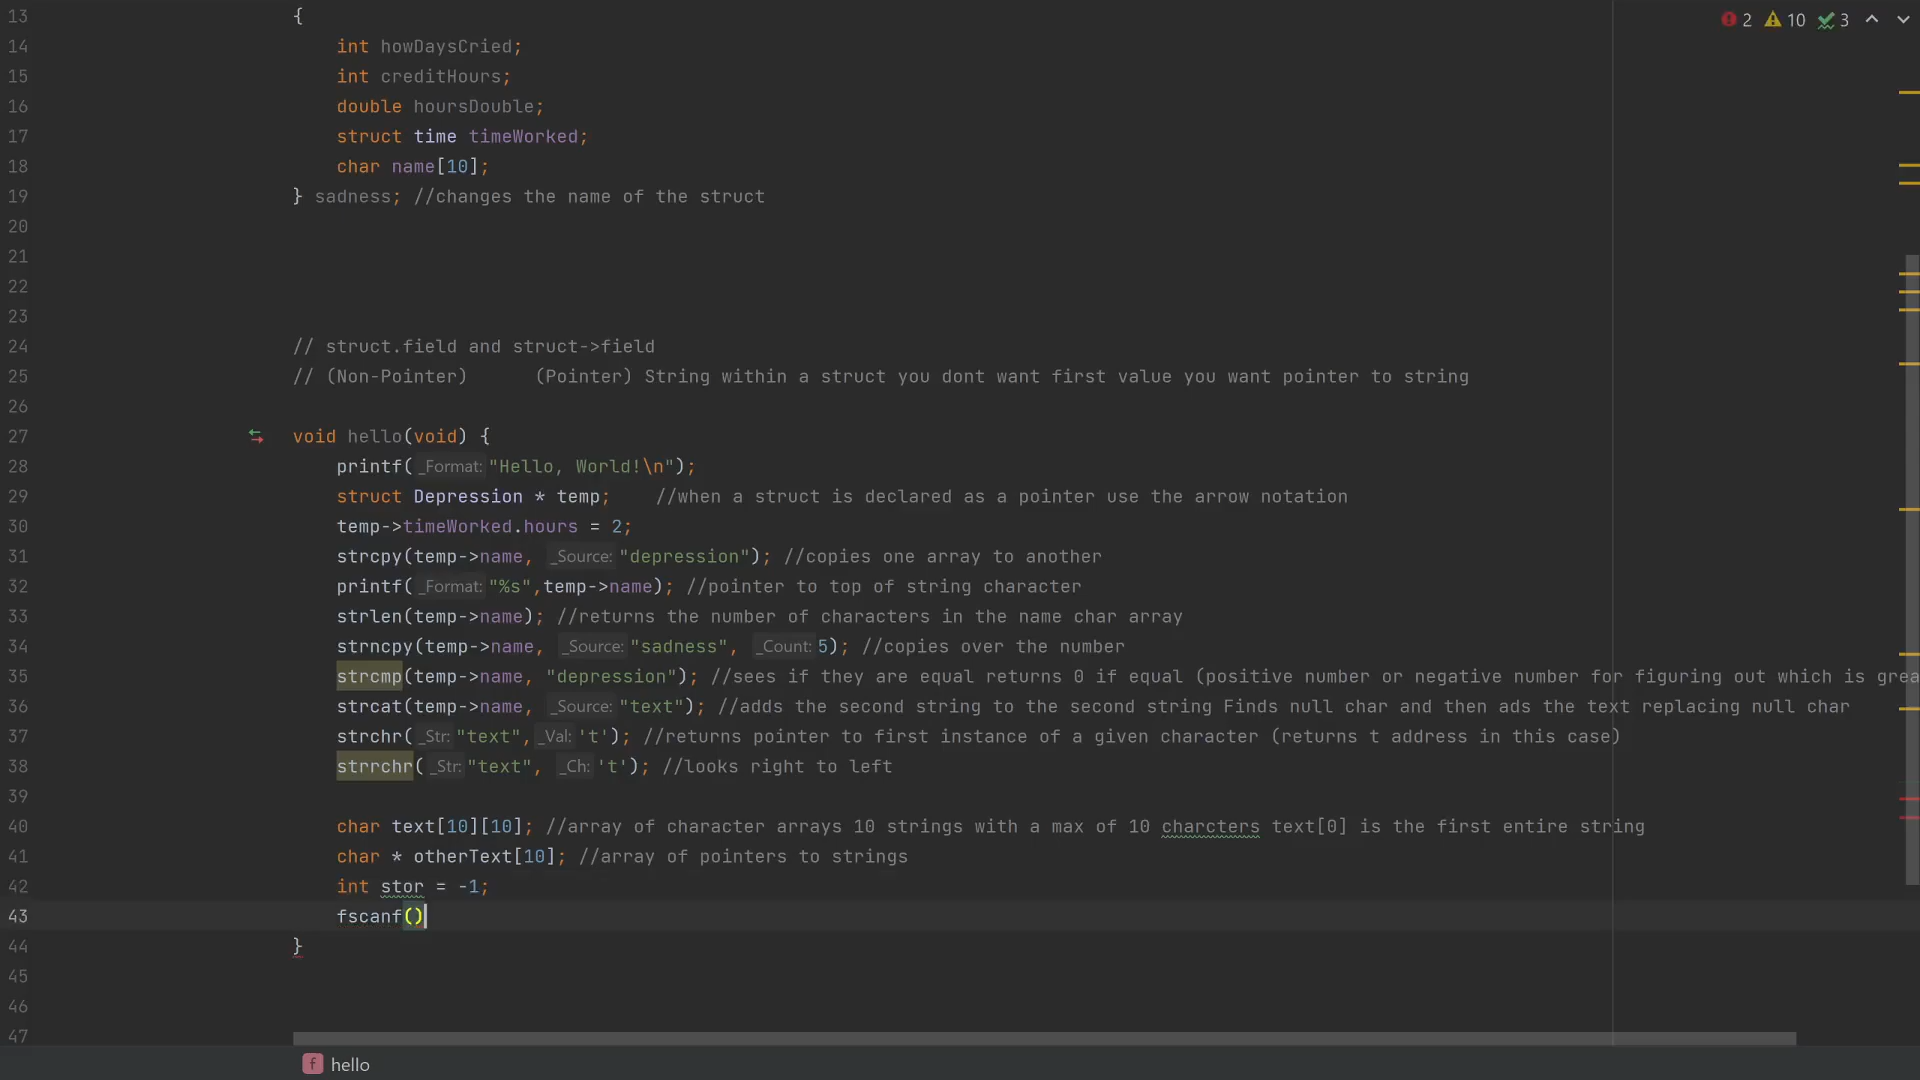 2 10 3
13 {
14 int howDaysCried;
15 int creditHours;
16 double hoursDouble;
17 struct time timeWorked;
18 char name[10];
19 } sadness; //changes the name of the struct
20
21
22
23
24 // struct.field and struct->field
25 // (Non-Pointer) (Pointer) String within a struct you dont want first value you want pointer to string
26
27 void hello(void) {
28 printf(_Format:"Hello, World!\n");
29 struct Depression * temp; //when a struct is declared as a pointer use the arrow notation
30 temp->timeWorked.hours = 2;
31 strcpy(temp->name, _Source:"depression"); //copies one array to another
32 printf(_Format:"%s",temp->name); //pointer to top of string character
33 strlen(temp->name); //returns the number of characters in the name char array
34 strncpy(temp->name, _Source:"sadness", _Count:5); //copies over the number
35 strcmp(temp->name, "depression"); //sees if they are equal returns 0 if equal (positive number or negative number for figuring out which is grea
36 strcat(temp->name, _Source:"text"); //adds the second string to the second string Finds null char and then ads the text replacing null char
37 strchr(_Str:"text",_Val:'t'); //returns pointer to first instance of a given character (returns t address in this case)
38 strrchr(_Str:"text", _Ch:'t'); //looks right to left
39
40 char text[10][10]; //array of character arrays 10 strings with a max of 10 charcters text[0] is the first entire string
41 char * otherText[10]; //array of pointers to strings
42 int stor = -1;
43 fscanf()
44 }
45
46
47
f hello